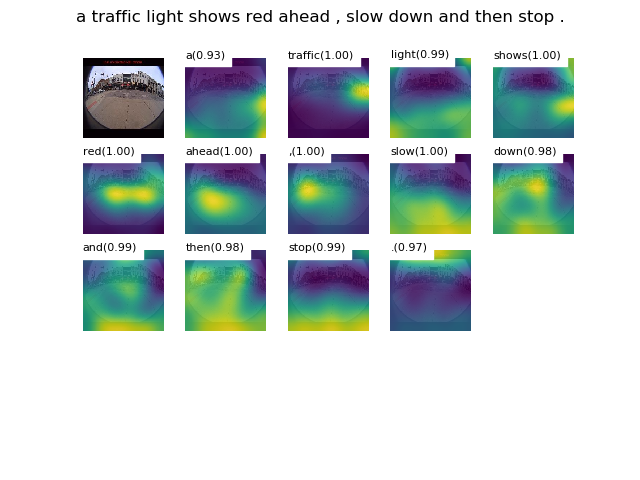 a traffic light shows red ahead , slow down and then stop .
a(0.93) traffic(1.00) light(0.99) shows(1.00)
red(1.00) ahead(1.00) ,(1.00) slow(1.00) down(0.98)
and(0.99) then(0.98) stop(0.99) .(0.97)